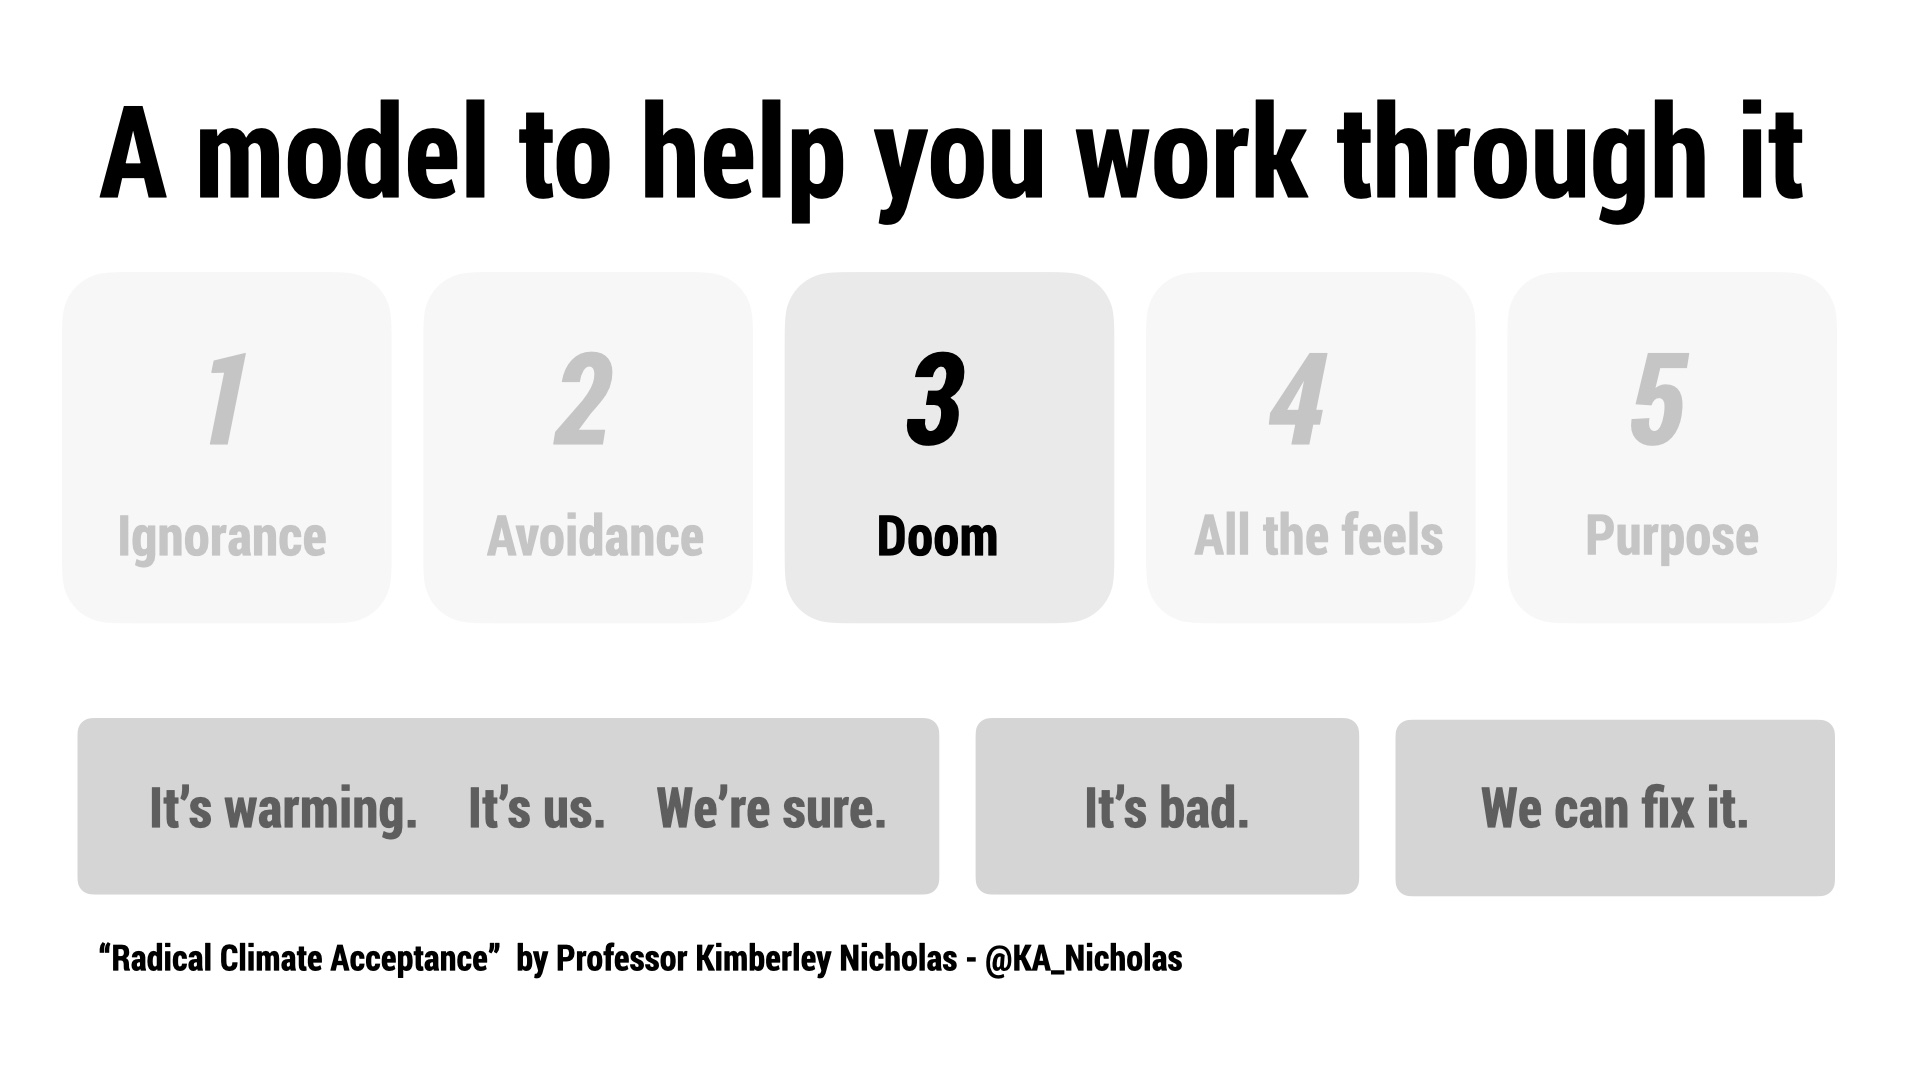 A model to help you work through it
1
2
3
4
5
Ignorance
Avoidance
Doom
All the feels
Purpose
It’s warming. It’s us. We’re sure.
It’s bad.
We can fix it.
“Radical Climate Acceptance” by Professor Kimberley Nicholas - @KA_Nicholas